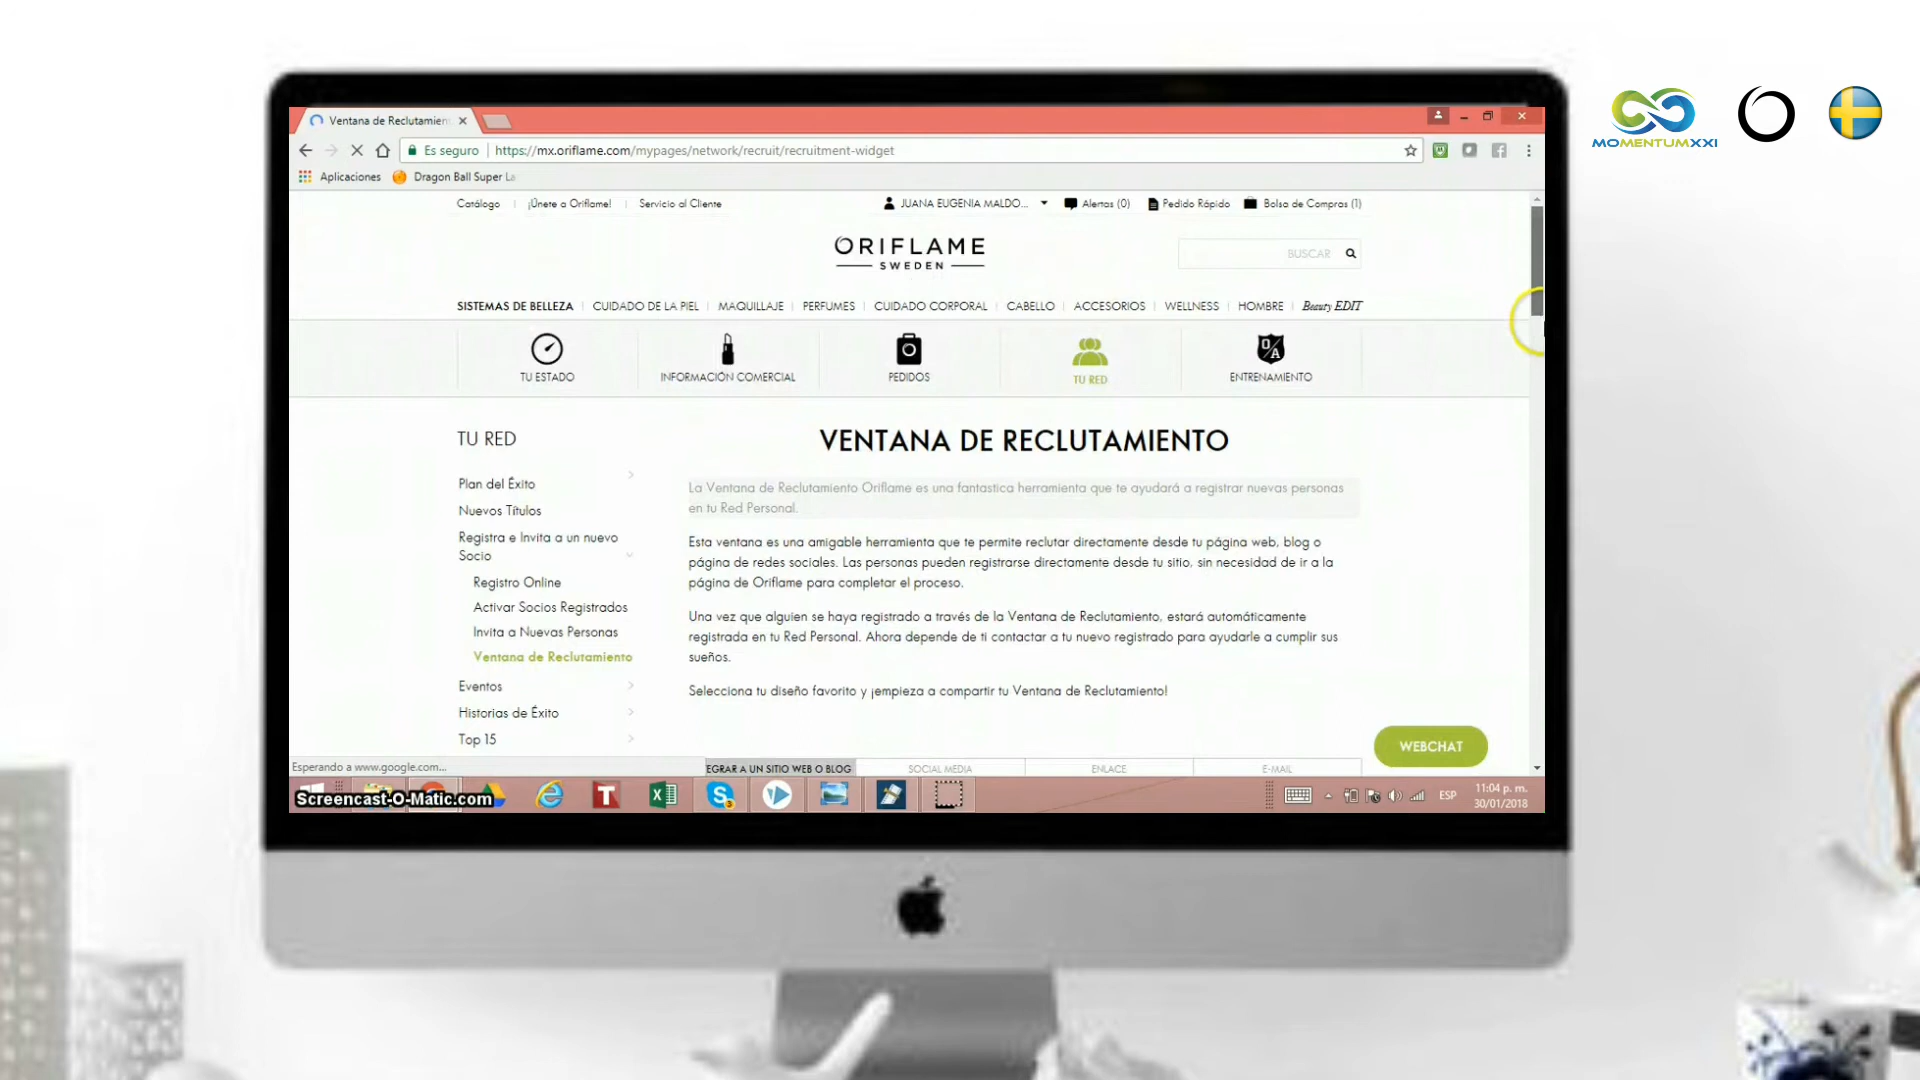 Ventana de Reclutamien
Es seguro
https://mx.oriflame.com/mypages/network/recruit/recruitment-widget
Aplicaciones
Dragon Ball Super La
Catálogo
¡Únete a Oriflame!
Servicio al Cliente
JUANA EUGENIA MALDO...
Alertas (0)
Pedido Rápido
Bolsa de Compras (1)
MOMENTUMXXI
ORIFLAME
SWEDEN
BUSCAR
SISTEMAS DE BELLEZA
CUIDADO DE LA PIEL
MAQUILLAJE
PERFUMES
CUIDADO CORPORAL
CABELLO
ACCESORIOS
WELLNESS
HOMBRE
Beauty EDIT
TU ESTADO
INFORMACIÓN COMERCIAL
PEDIDOS
TU RED
O/A
ENTRENAMIENTO
TU RED
Plan del Éxito
Nuevos Títulos
Registra e Invita a un nuevo
Socio
Registro Online
Activar Socios Registrados
Invita a Nuevas Personas
Ventana de Reclutamiento
Eventos
Historias de Éxito
Top 15
VENTANA DE RECLUTAMIENTO
La Ventana de Reclutamiento Oriflame es una fantastica herramienta que te ayudará a registrar nuevas personas
en tu Red Personal.
Esta ventana es una amigable herramienta que te permite reclutar directamente desde tu página web, blog o
página de redes sociales. Las personas pueden registrarse directamente desde tu sitio, sin necesidad de ir a la
página de Oriflame para completar el proceso.
Una vez que alguien se haya registrado a través de la Ventana de Reclutamiento, estará automáticamente
registrada en tu Red Personal. Ahora depende de ti contactar a tu nuevo registrado para ayudarle a cumplir sus
sueños.
Selecciona tu diseño favorito y ¡empieza a compartir tu Ventana de Reclutamiento!
WEBCHAT
Esperando a www.google.com...
EGRAR A UN SITIO WEB O BLOG
SOCIAL MEDIA
ENLACE
E-MAIL
Screencast-O-Matic.com
ESP
11:04 p. m.
30/01/2018